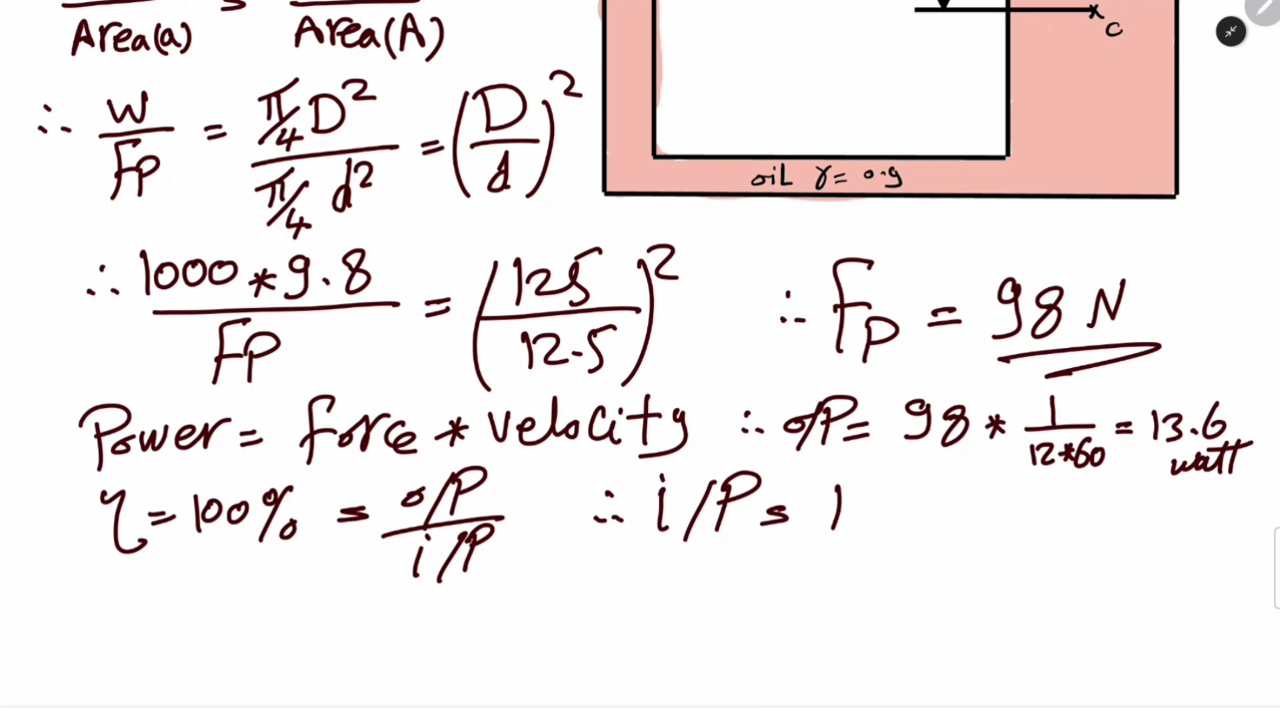 Area(a) = Area(A)
C
∴ W/Fp = (π/4 D²)/(π/4 d²) = (D/d)²
oil γ= 0.9
∴ (1000*9.8)/Fp = (125/12.5)² ∴ Fp = 98 N
Power = force * velocity ∴ o/P = 98 * 1/(12*60) = 13.6 watt
η = 100% = (o/P)/(i/P) ∴ i/P = 1